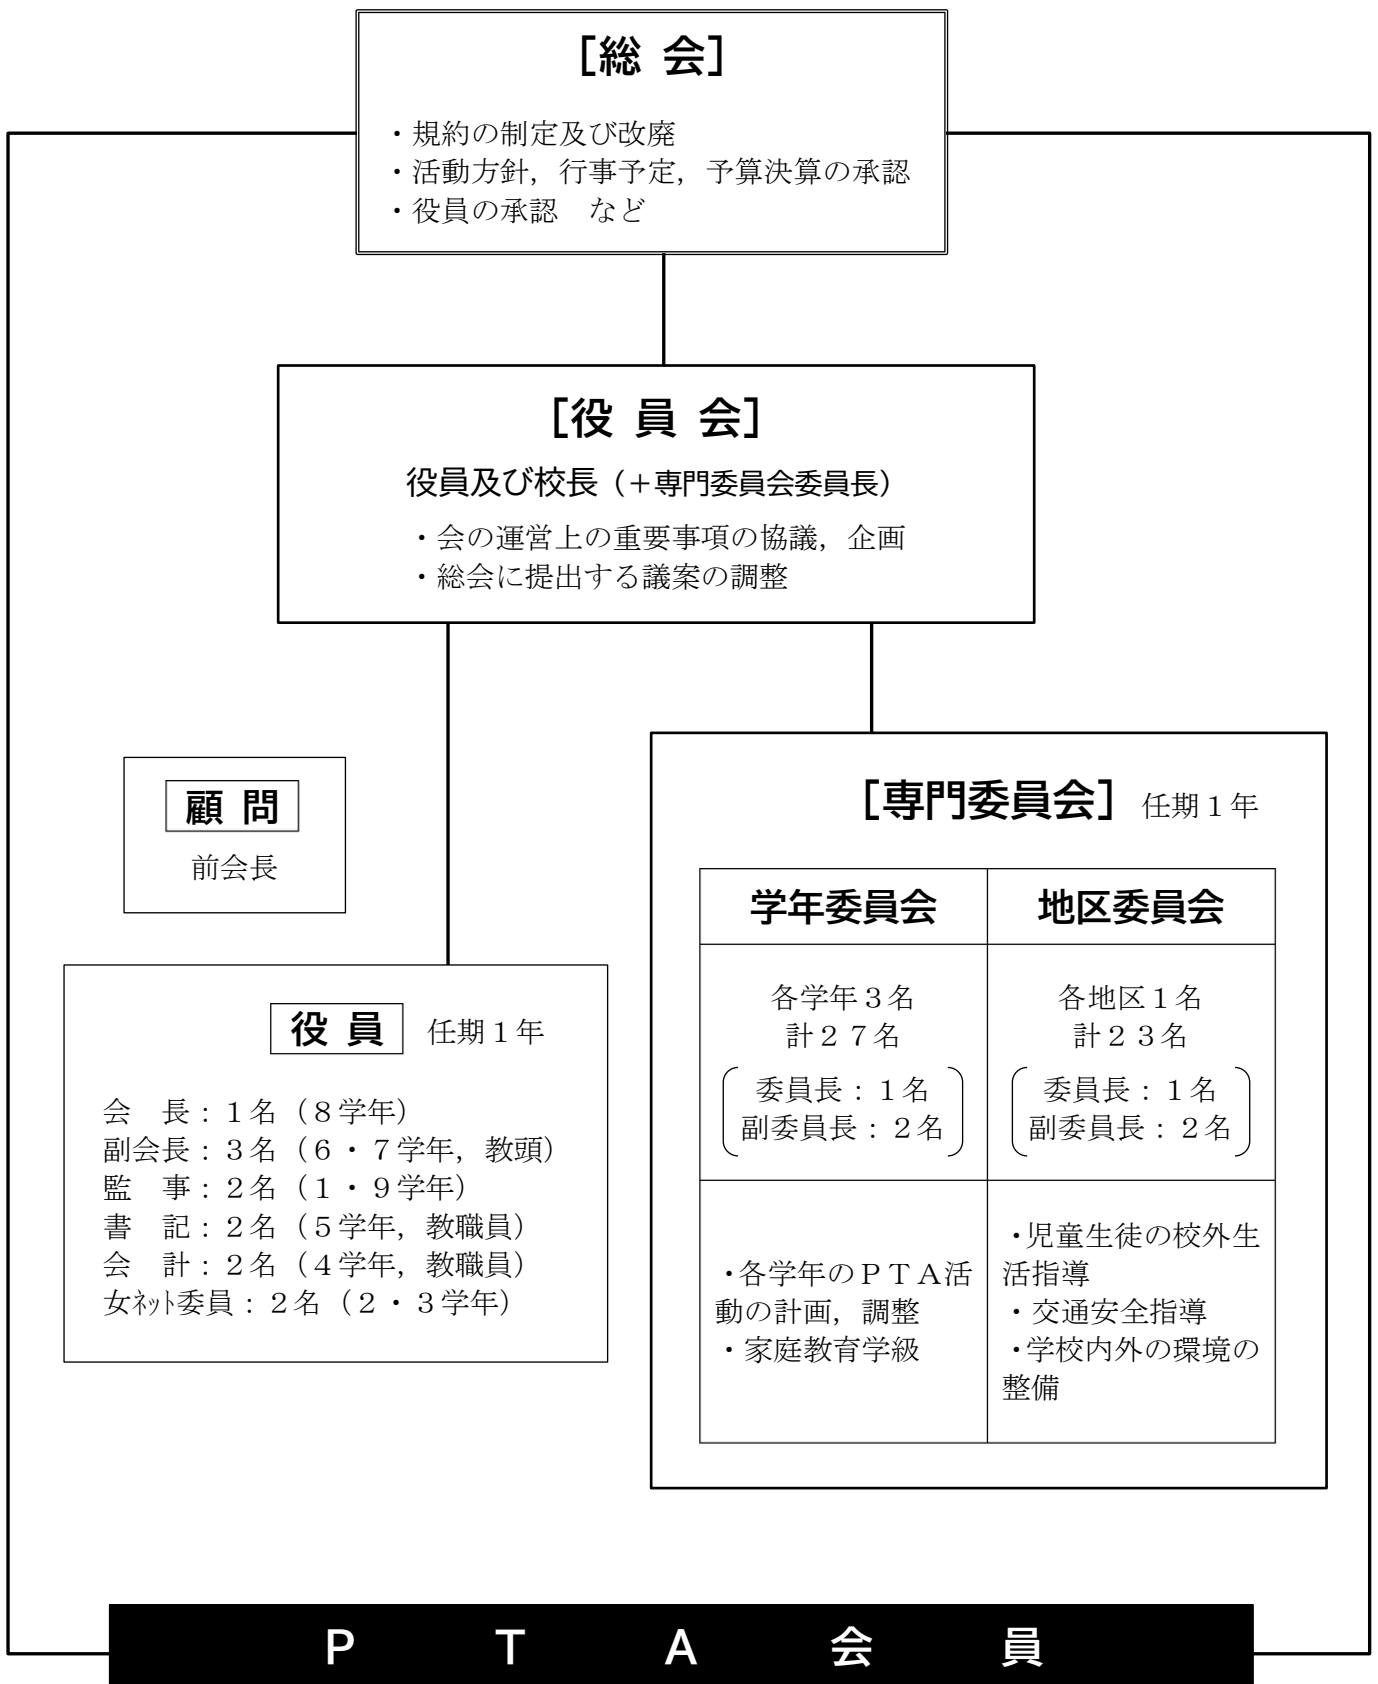 [総 会]
・規約の制定及び改廃
・活動方針，行事予定，予算決算の承認
・役員の承認　など
[役 員 会]
役員及び校長（＋専門委員会委員長）
・会の運営上の重要事項の協議，企画
・総会に提出する議案の調整
顧 問
前会長
役 員　任期１年
会　長：１名（８学年）
副会長：３名（６・７学年，教頭）
監　事：２名（１・９学年）
書　記：２名（５学年，教職員）
会　計：２名（４学年，教職員）
女ﾈｯﾄ委員：２名（２・３学年）
[専門委員会] 任期１年
学年委員会
各学年３名
計２７名
委員長：１名
副委員長：２名
・各学年のＰＴＡ活
動の計画，調整
・家庭教育学級
地区委員会
各地区１名
計２３名
委員長：１名
副委員長：２名
・児童生徒の校外生
活指導
・交通安全指導
・学校内外の環境の
整備
Ｐ Ｔ Ａ 会 員